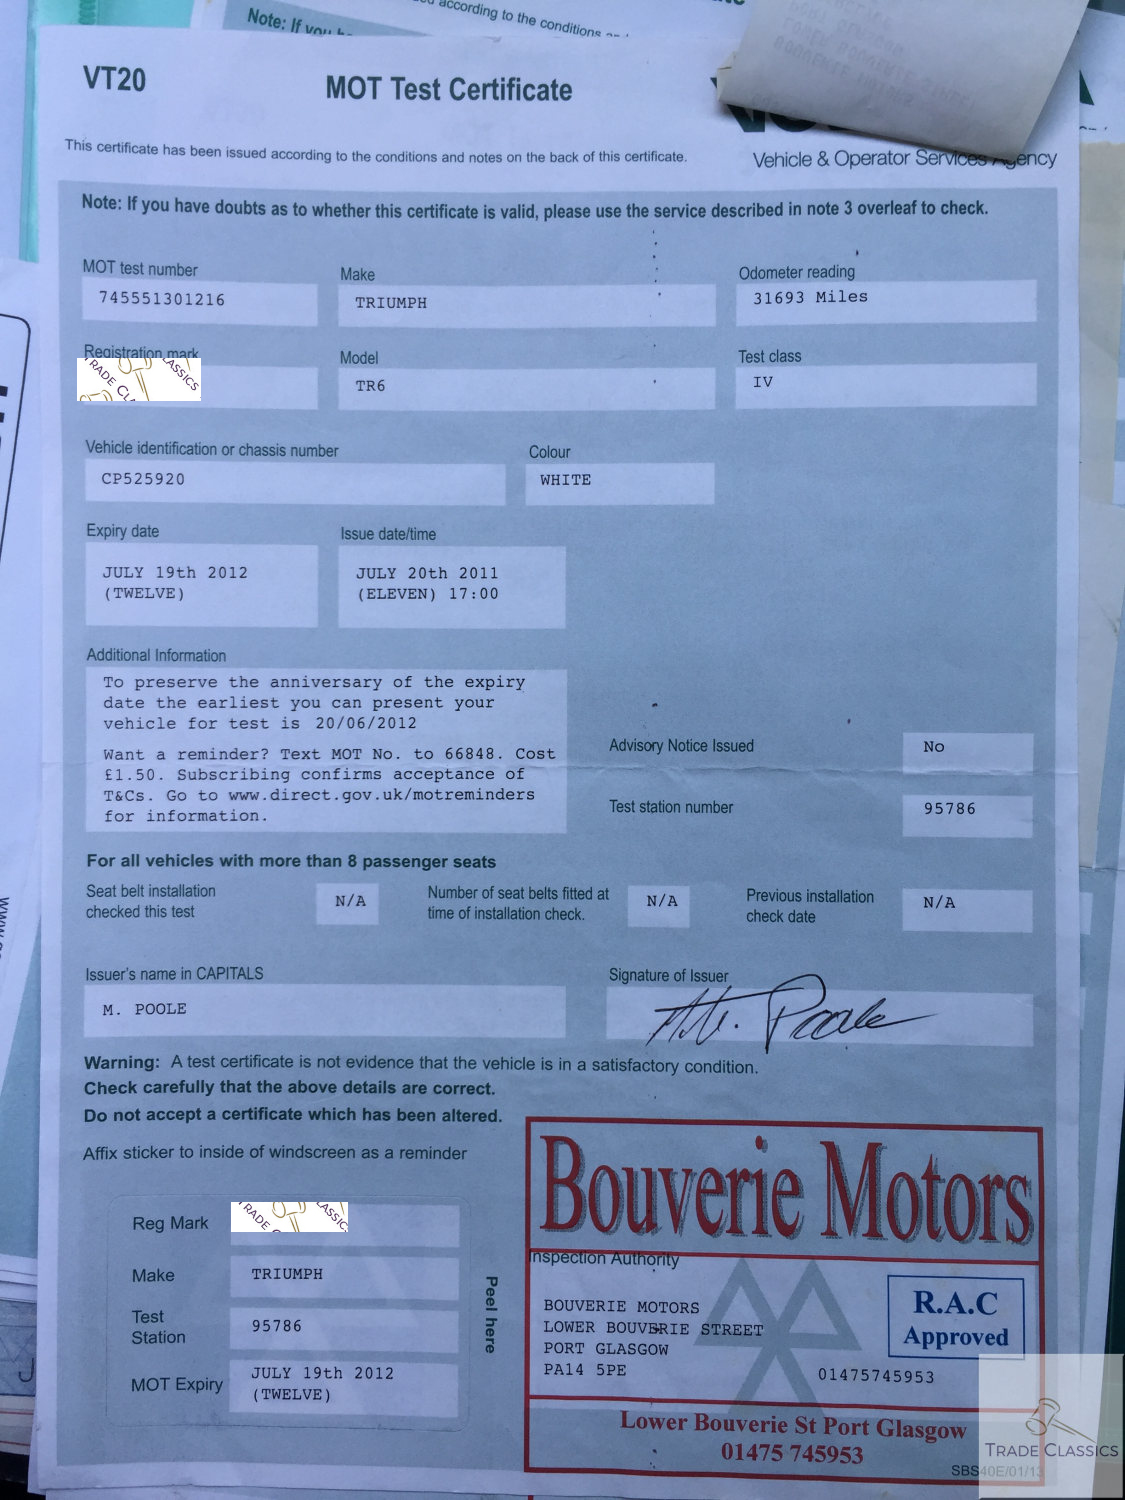 according to the conditions
Note: If you
VT20
MOT Test Certificate
This certificate has been issued according to the conditions and notes on the back of this certificate.
Vehicle & Operator Services Agency
Note: If you have doubts as to whether this certificate is valid, please use the service described in note 3 overleaf to check.
MOT test number
Make
Odometer reading
745551301216
TRIUMPH
31693 Miles
Registration mark
Model
Test class
TRADE CLASSICS
TR6
IV
Vehicle identification or chassis number
Colour
CP525920
WHITE
Expiry date
Issue date/time
JULY 19th 2012
(TWELVE)
JULY 20th 2011
(ELEVEN) 17:00
Additional Information
To preserve the anniversary of the expiry
date the earliest you can present your
vehicle for test is 20/06/2012
Want a reminder? Text MOT No. to 66848. Cost
£1.50. Subscribing confirms acceptance of
T&Cs. Go to www.direct.gov.uk/motreminders
for information.
Advisory Notice Issued
No
Test station number
95786
For all vehicles with more than 8 passenger seats
Seat belt installation
checked this test
N/A
Number of seat belts fitted at
time of installation check.
N/A
Previous installation
check date
N/A
Issuer's name in CAPITALS
Signature of Issuer
M. POOLE
M. Poole
Warning: A test certificate is not evidence that the vehicle is in a satisfactory condition.
Check carefully that the above details are correct.
Do not accept a certificate which has been altered.
Affix sticker to inside of windscreen as a reminder
Reg Mark
Make
TRIUMPH
Test
Station
95786
MOT Expiry
JULY 19th 2012
(TWELVE)
Peel here
Bouverie Motors
Inspection Authority
BOUVERIE MOTORS
LOWER BOUVERIE STREET
PORT GLASGOW
PA14 5PE
01475745953
R.A.C
Approved
Lower Bouverie St Port Glasgow
01475 745953
SBS40E/01/13
TRADE CLASSICS